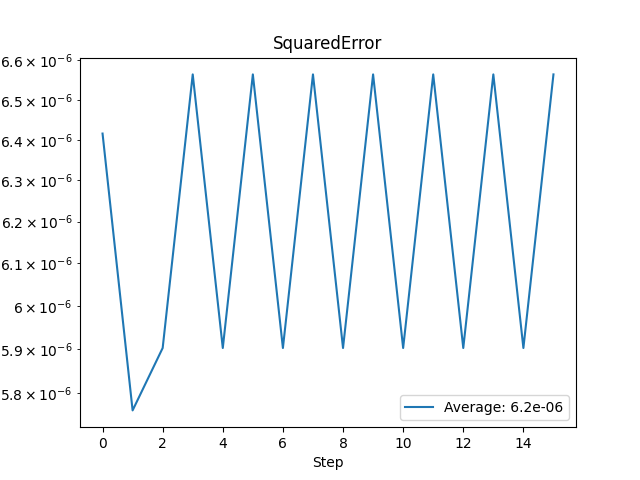 SquaredError
6.6 × 10⁻⁶
6.5 × 10⁻⁶
6.4 × 10⁻⁶
6.3 × 10⁻⁶
6.2 × 10⁻⁶
6.1 × 10⁻⁶
6 × 10⁻⁶
5.9 × 10⁻⁶
5.8 × 10⁻⁶
Average: 6.2e-06
0 2 4 6 8 10 12 14
Step